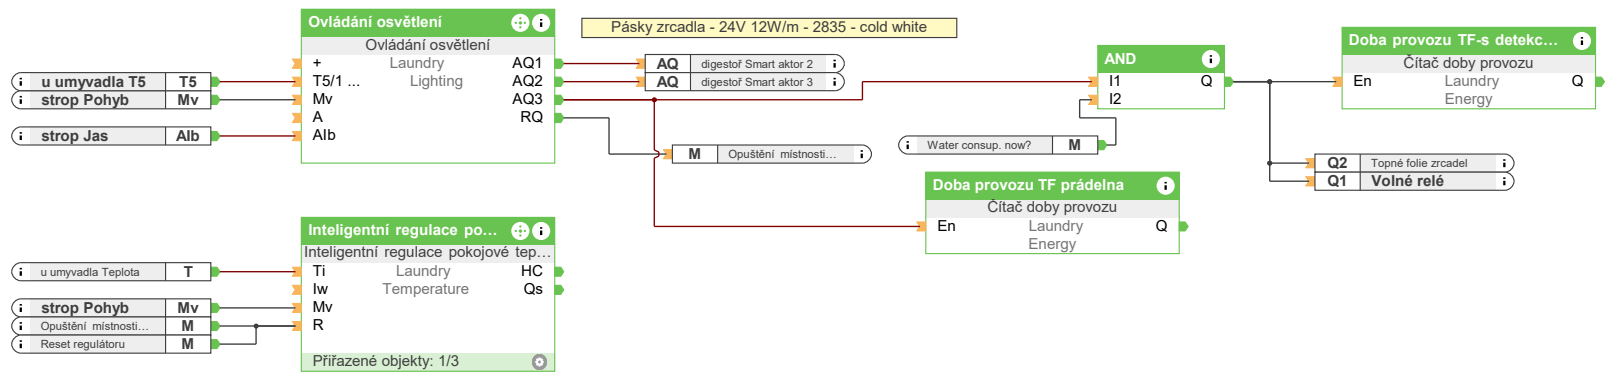 Ovládání osvětlení
Ovládání osvětlení
+ Laundry AQ1
T5/1 ... Lighting AQ2
Mv AQ3
A RQ
AIb
u umyvadla T5 T5
strop Pohyb Mv
strop Jas AIb
Pásky zrcadla - 24V 12W/m - 2835 - cold white
AQ digestoř Smart aktor 2
AQ digestoř Smart aktor 3
M Opuštění místnosti...
Water consup. now? M
AND
I1 Q
I2
Doba provozu TF-s detekc...
Čítač doby provozu
En Laundry Q
Energy
Q2 Topné folie zrcadel
Q1 Volné relé
Doba provozu TF prádelna
Čítač doby provozu
En Laundry Q
Energy
Inteligentní regulace po...
Inteligentní regulace pokojové tep...
Ti Laundry HC
Iw Temperature Qs
Mv
R
Přiřazené objekty: 1/3
u umyvadla Teplota T
strop Pohyb Mv
Opuštění místnosti... M
Reset regulátoru M